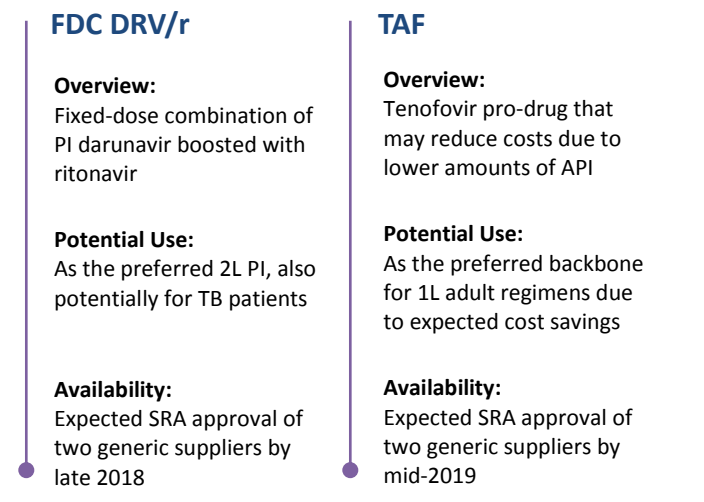 FDC DRV/r
Overview:
Fixed-dose combination of
PI darunavir boosted with
ritonavir
Potential Use:
As the preferred 2L PI, also
potentially for TB patients
Availability:
Expected SRA approval of
two generic suppliers by
late 2018
TAF
Overview:
Tenofovir pro-drug that
may reduce costs due to
lower amounts of API
Potential Use:
As the preferred backbone
for 1L adult regimens due
to expected cost savings
Availability:
Expected SRA approval of
two generic suppliers by
mid-2019